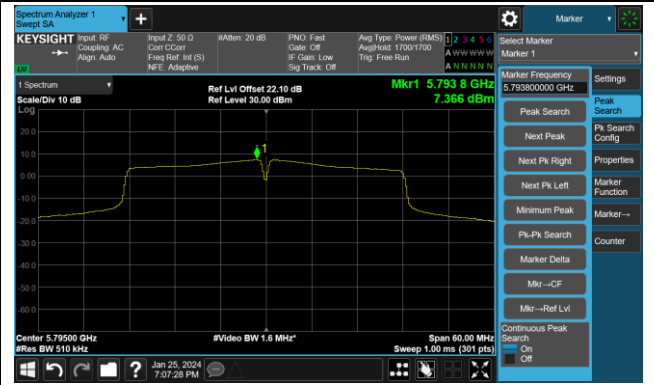 Spectrum Analyzer 1
Swept SA
+
Marker
KEYSIGHT
Input: RF
Coupling: AC
Align: Auto
Input Z: 50 Ω
Corr CCorr
Freq Ref: Int (S)
NFE: Adaptive
#Atten: 20 dB
PNO: Fast
Gate: Off
IF Gain: Low
Sig Track: Off
Avg Type: Power (RMS)
Avg|Hold: 1700/1700
Trig: Free Run
1 2 3 4 5 6
A W W W W W
A N N N N N
Select Marker
Marker 1
1 Spectrum
Scale/Div 10 dB
Log
Ref Lvl Offset 22.10 dB
Ref Level 30.00 dBm
Mkr1 5.793 8 GHz
7.366 dBm
20.0
10.0
0.00
-10.0
-20.0
-30.0
-40.0
-50.0
-60.0
1
Center 5.79500 GHz
#Res BW 510 kHz
#Video BW 1.6 MHz*
Span 60.00 MHz
Sweep 1.00 ms (301 pts)
Marker Frequency
5.793800000 GHz
Peak Search
Next Peak
Next Pk Right
Next Pk Left
Minimum Peak
Pk-Pk Search
Marker Delta
Mkr→CF
Mkr→Ref Lvl
Continuous Peak
Search
On
Off
Settings
Peak
Search
Pk Search
Config
Properties
Marker
Function
Marker→
Counter
?
Jan 25, 2024
7:07:28 PM